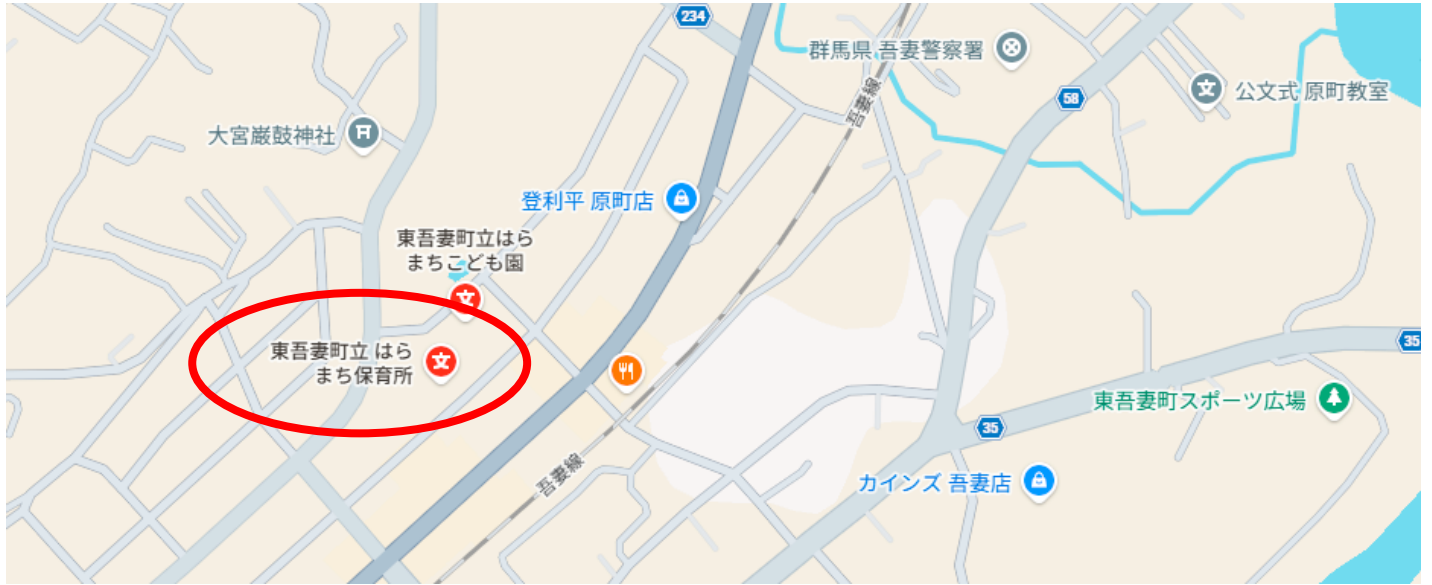 234
群馬県 吾妻警察署
吾妻線
58
公文式 原町教室
大宮巌鼓神社
登利平 原町店
東吾妻町立はら
まちこども園
文
35
東吾妻町立 はら
まち保育所
文
東吾妻町スポーツ広場
35
吾妻線
カインズ 吾妻店
文